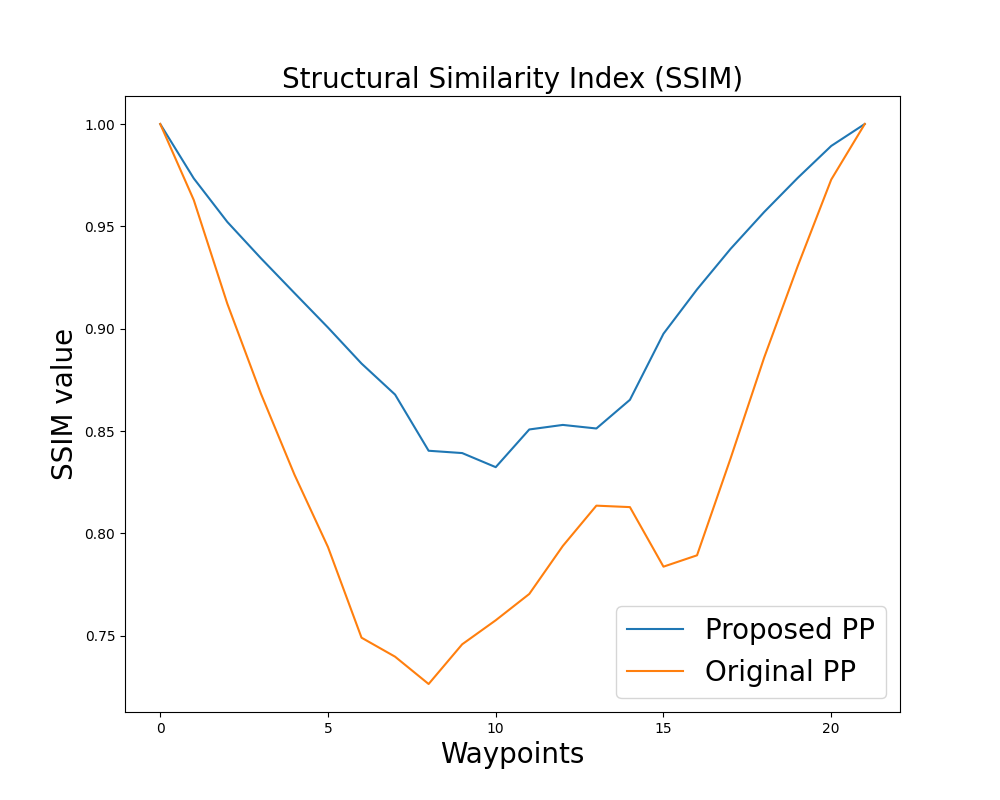 Structural Similarity Index (SSIM)
1.00
0.95
0.90
0.85
0.80
0.75
SSIM value
0
5
10
15
20
Waypoints
Proposed PP
Original PP